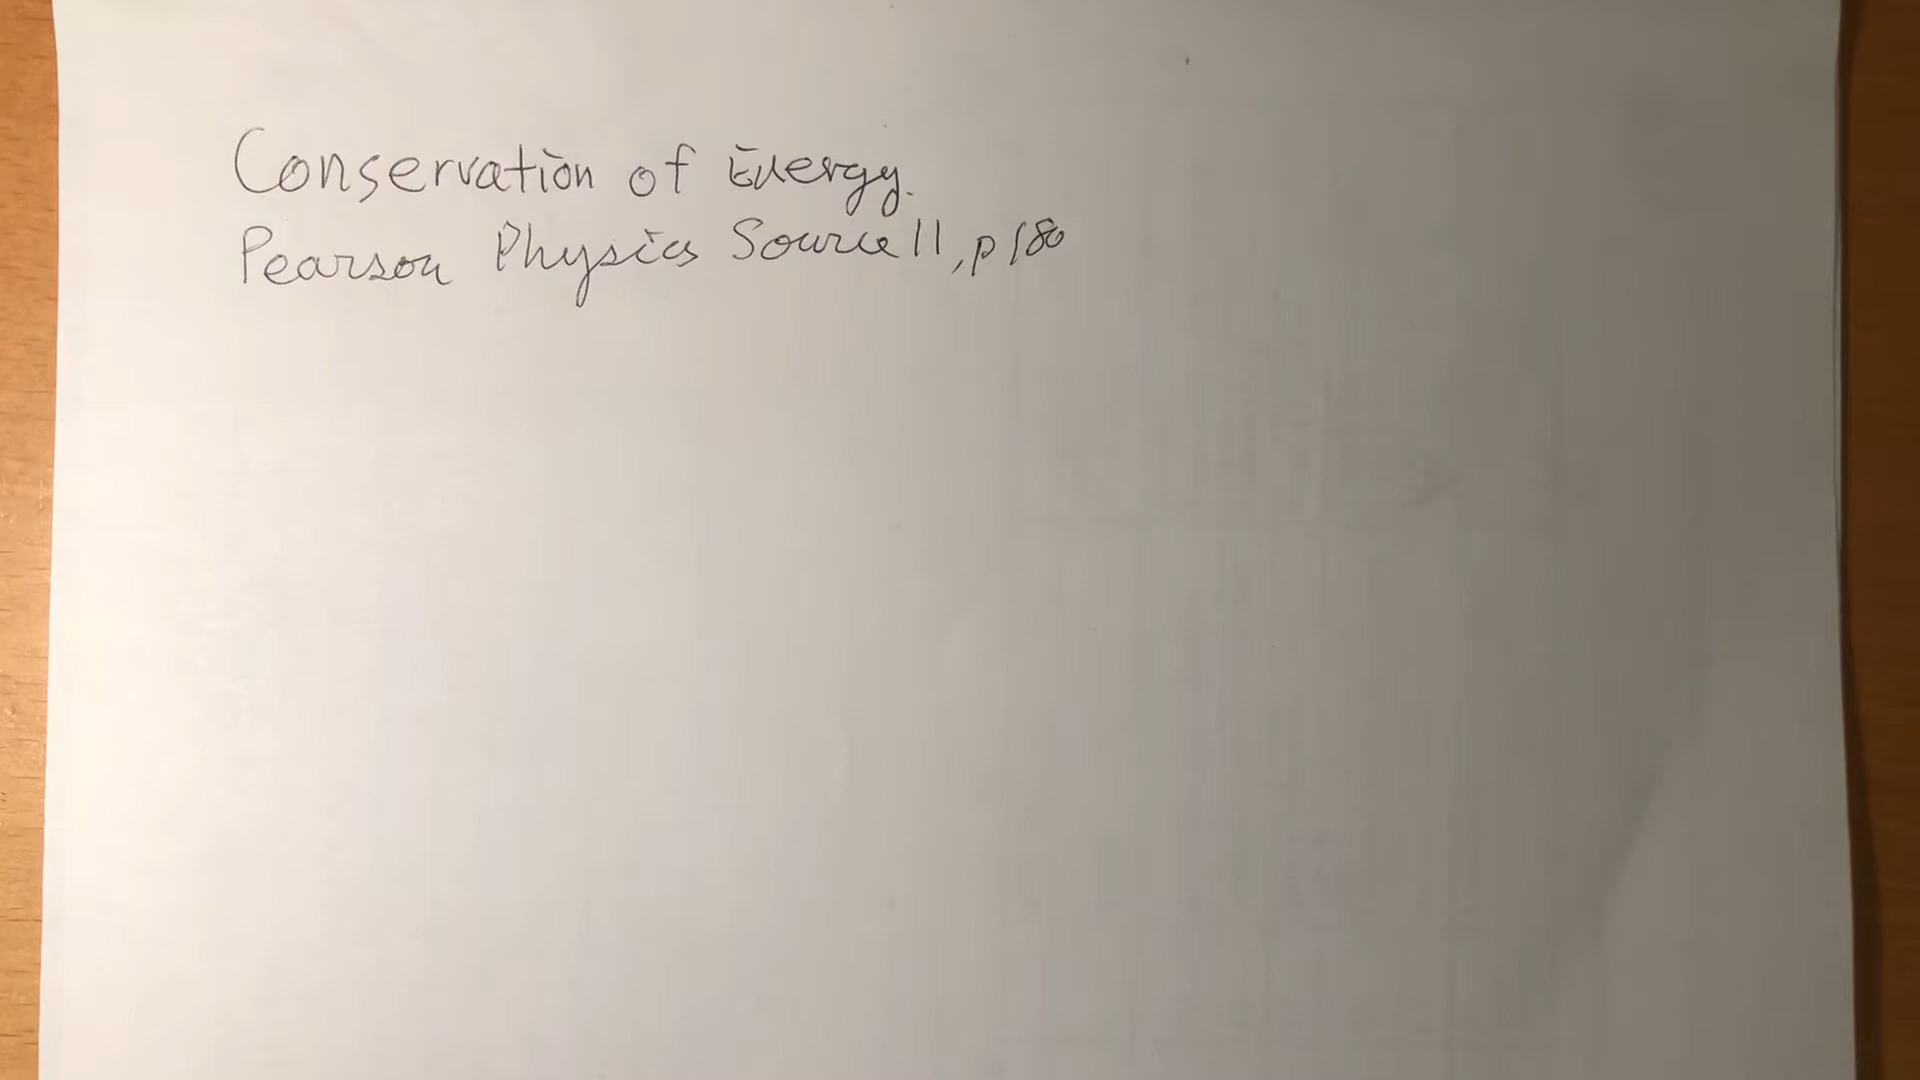 Conservation of Energy.
Pearson Physics Source 11, p180